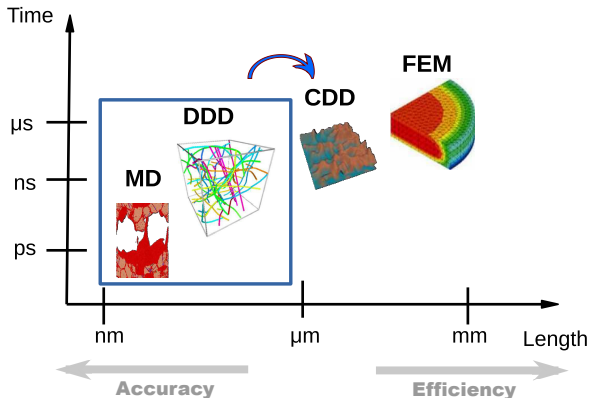 Time
FEM
CDD
DDD
μs
MD
ns
ps
nm
μm
mm
Length
Accuracy
Efficiency